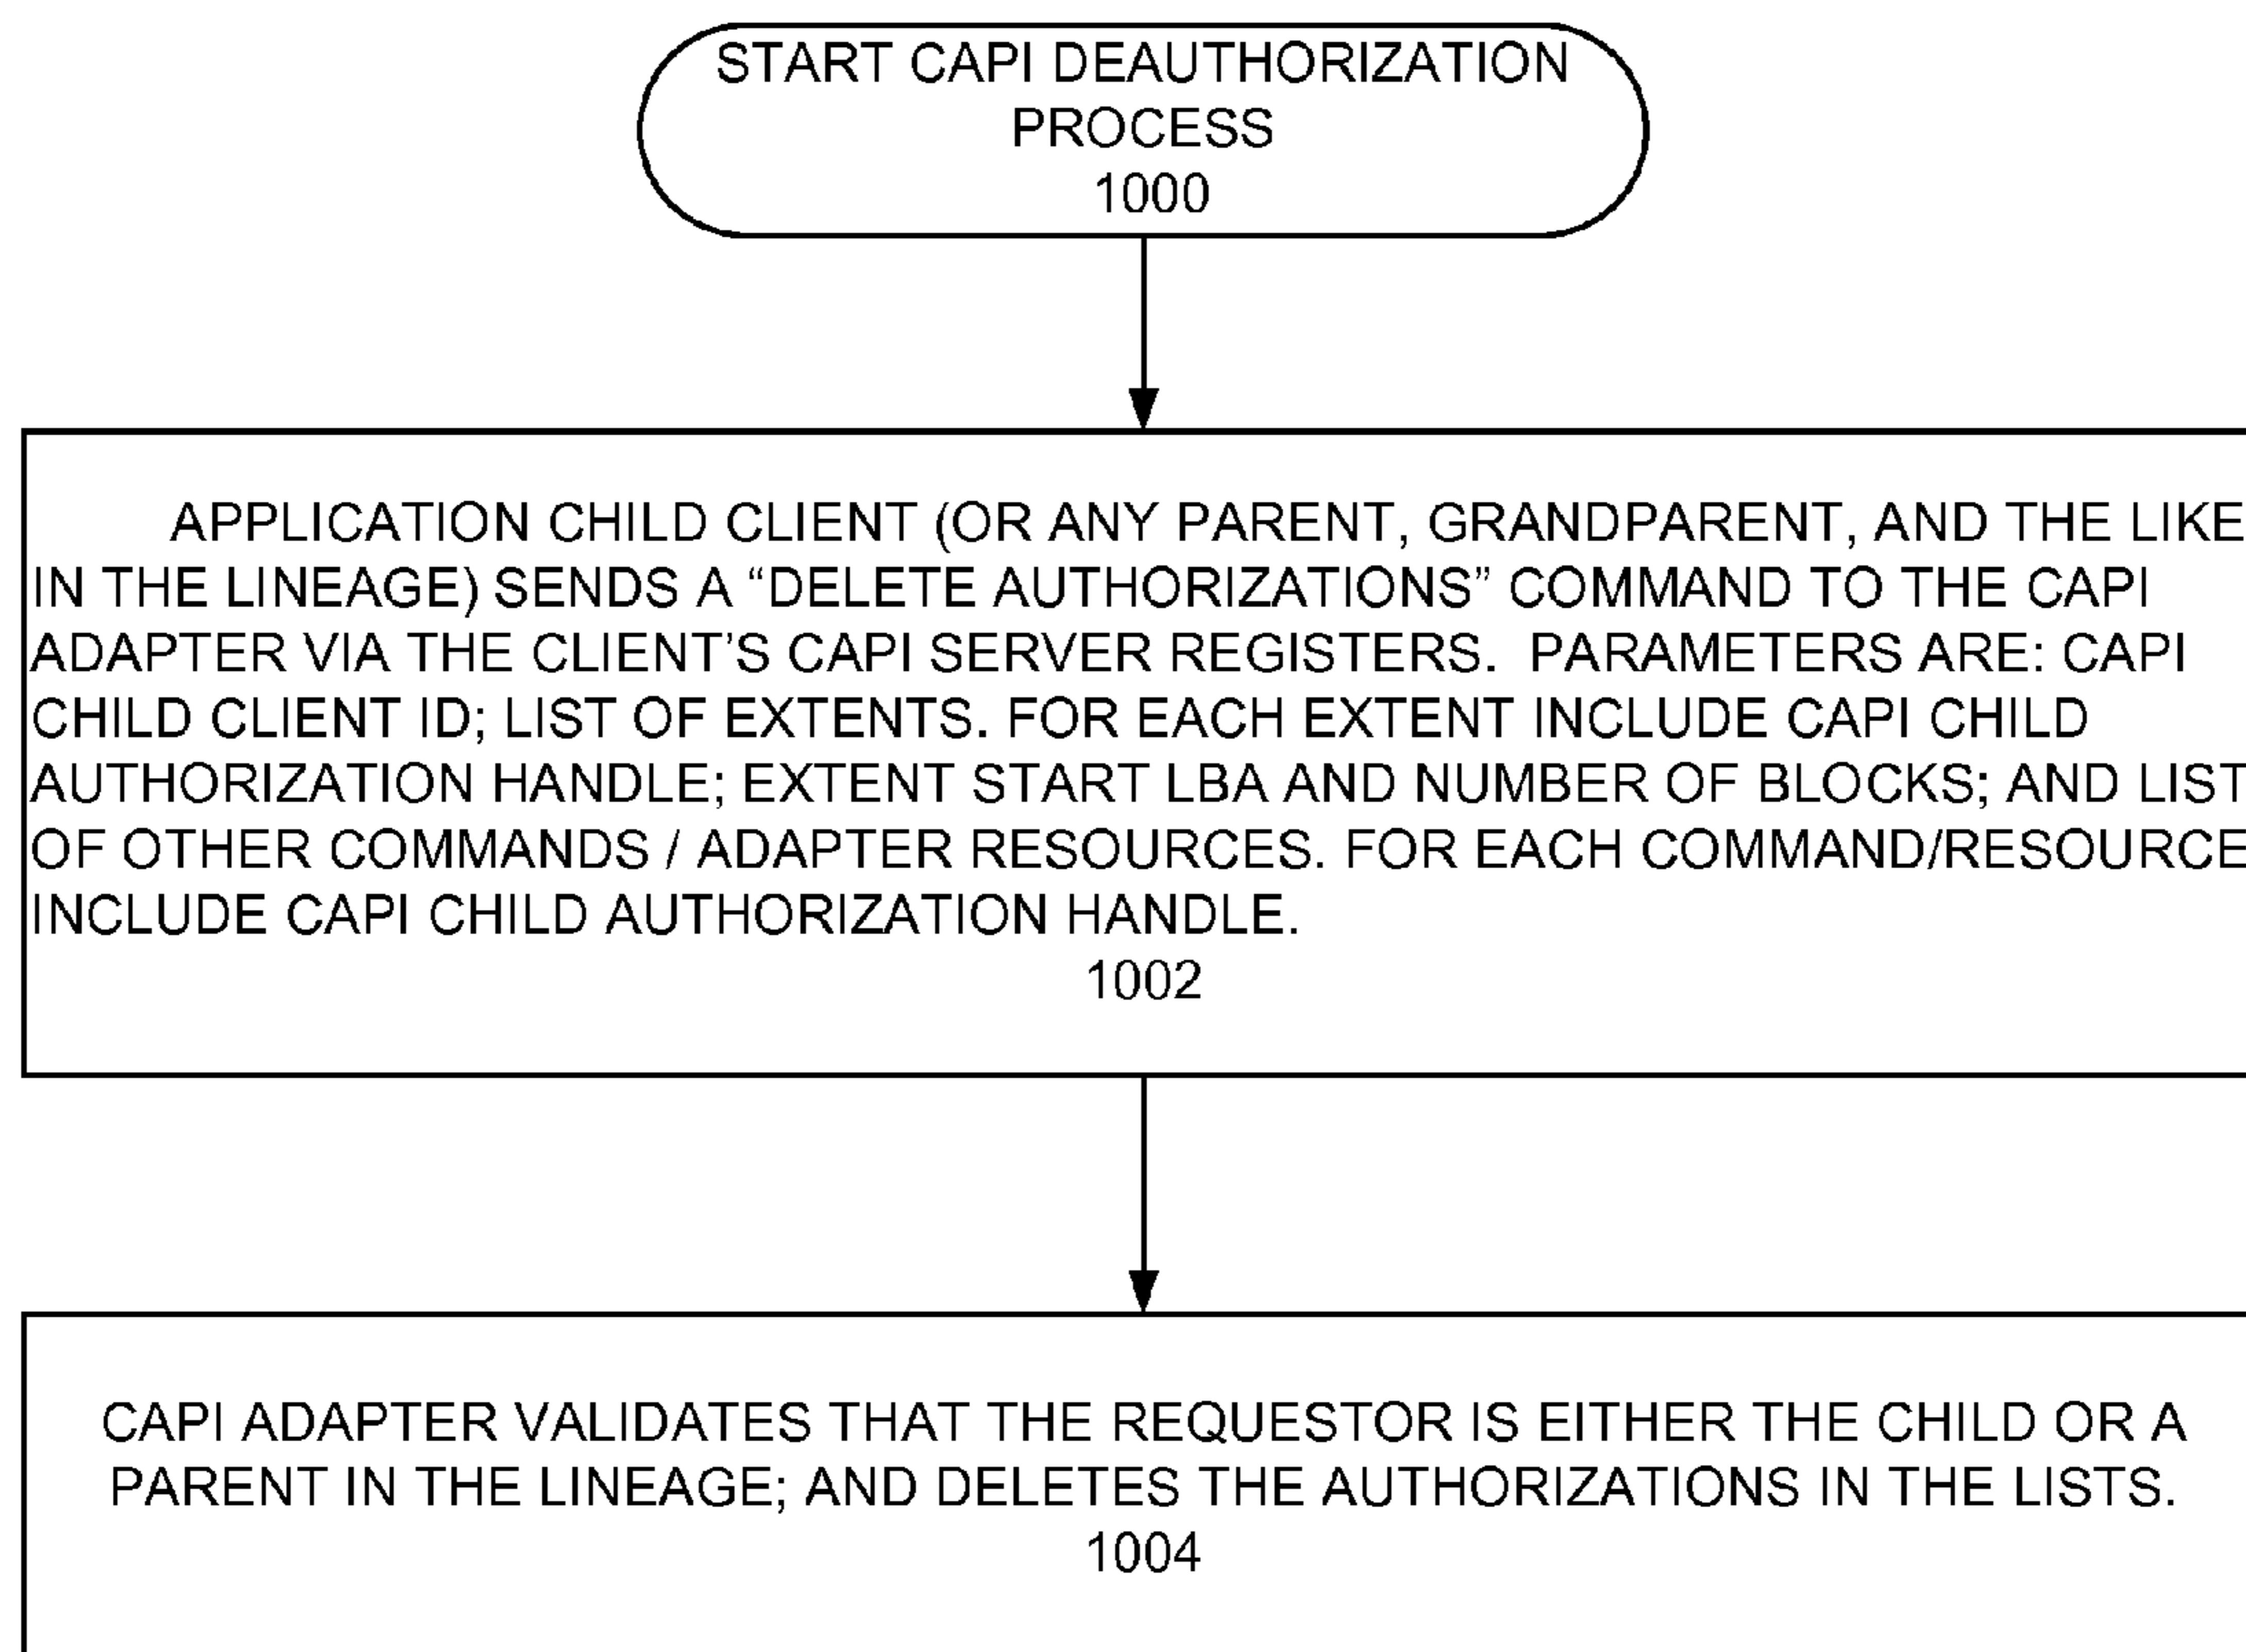 START CAPI DEAUTHORIZATION
PROCESS
1000
APPLICATION CHILD CLIENT (OR ANY PARENT, GRANDPARENT, AND THE LIKE
IN THE LINEAGE) SENDS A “DELETE AUTHORIZATIONS” COMMAND TO THE CAPI
ADAPTER VIA THE CLIENT’S CAPI SERVER REGISTERS. PARAMETERS ARE: CAPI
CHILD CLIENT ID; LIST OF EXTENTS. FOR EACH EXTENT INCLUDE CAPI CHILD
AUTHORIZATION HANDLE; EXTENT START LBA AND NUMBER OF BLOCKS; AND LIST
OF OTHER COMMANDS / ADAPTER RESOURCES. FOR EACH COMMAND/RESOURCE
INCLUDE CAPI CHILD AUTHORIZATION HANDLE.
1002
CAPI ADAPTER VALIDATES THAT THE REQUESTOR IS EITHER THE CHILD OR A
PARENT IN THE LINEAGE; AND DELETES THE AUTHORIZATIONS IN THE LISTS.
1004